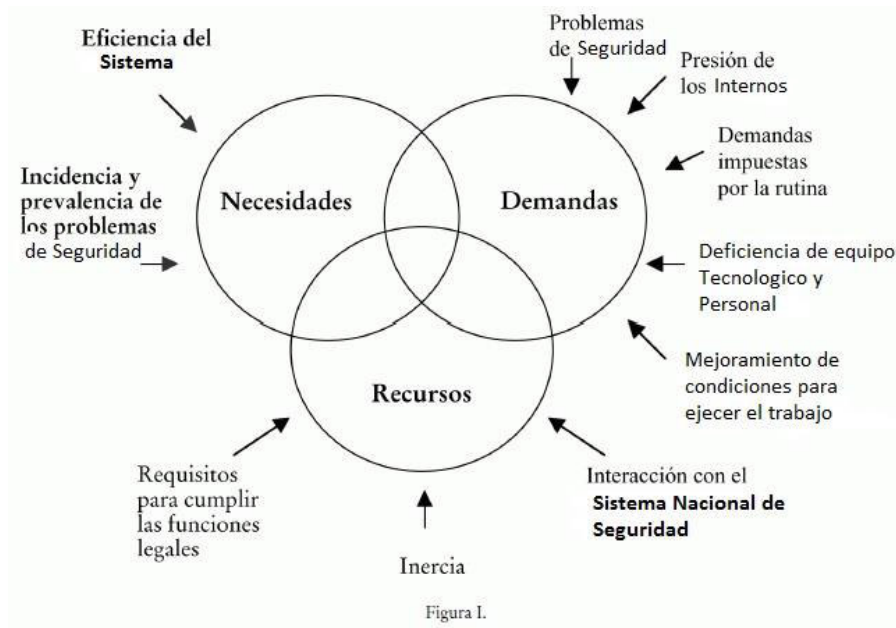 Eficiencia del
Sistema
Problemas
de Seguridad
Presión de
los Internos
Demandas
impuestas
por la rutina
Incidencia y
prevalencia de
los problemas
de Seguridad
Necesidades
Demandas
Deficiencia de equipo
Tecnologico y
Personal
Mejoramiento de
condiciones para
ejecer el trabajo
Recursos
Requisitos
para cumplir
las funciones
legales
Inercia
Interacción con el
Sistema Nacional de
Seguridad
Figura I.